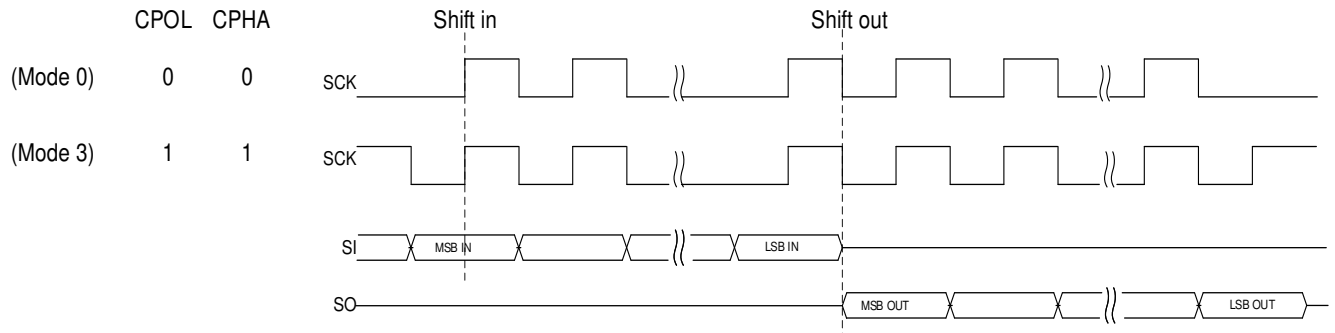 CPOL CPHA Shift in Shift out
(Mode 0) 0 0 SCK
(Mode 3) 1 1 SCK
SI MSB IN LSB IN
SO MSB OUT LSB OUT